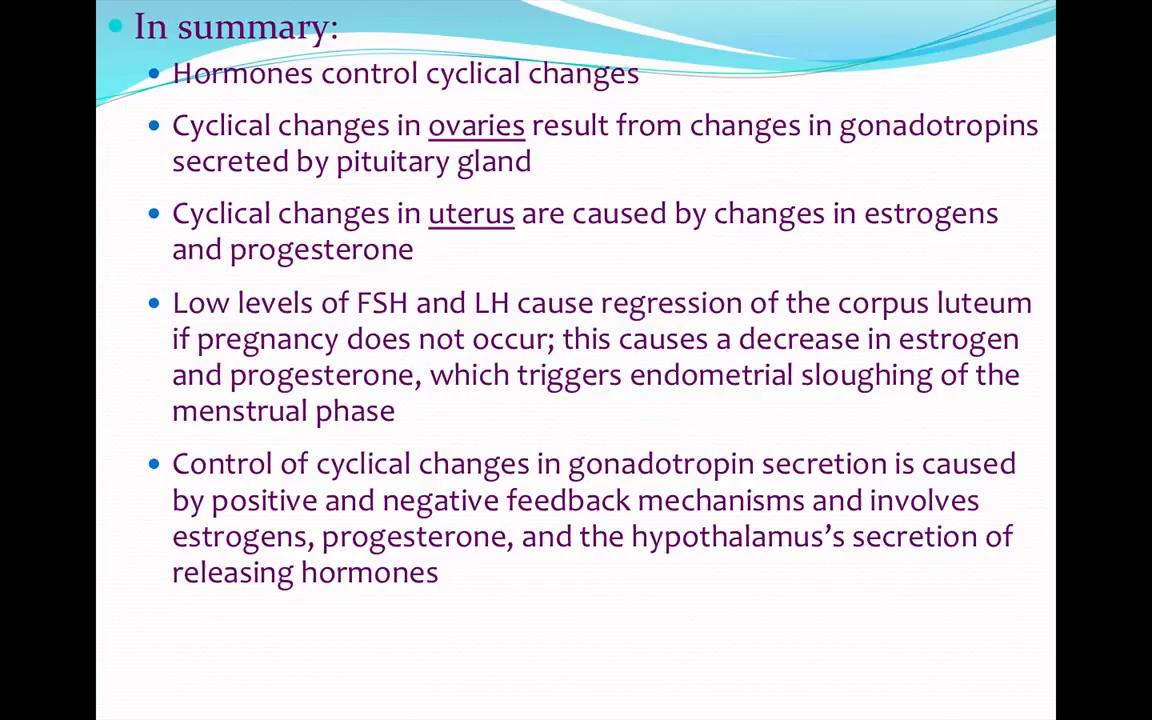 In summary:
Hormones control cyclical changes
Cyclical changes in ovaries result from changes in gonadotropins
secreted by pituitary gland
Cyclical changes in uterus are caused by changes in estrogens
and progesterone
Low levels of FSH and LH cause regression of the corpus luteum
if pregnancy does not occur; this causes a decrease in estrogen
and progesterone, which triggers endometrial sloughing of the
menstrual phase
Control of cyclical changes in gonadotropin secretion is caused
by positive and negative feedback mechanisms and involves
estrogens, progesterone, and the hypothalamus’s secretion of
releasing hormones